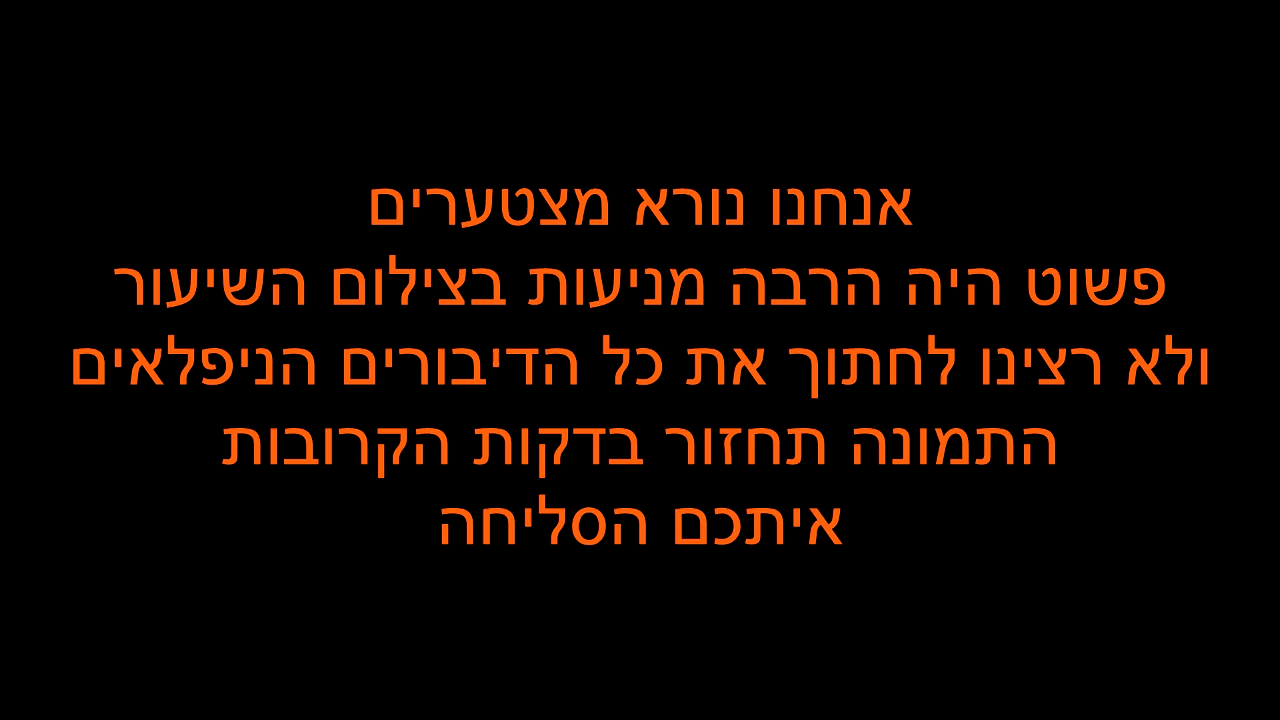 אנחנו נורא מצטערים
פשוט היה הרבה מניעות בצילום השיעור
ולא רצינו לחתוך את כל הדיבורים הניפלאים
התמונה תחזור בדקות הקרובות
איתכם הסליחה